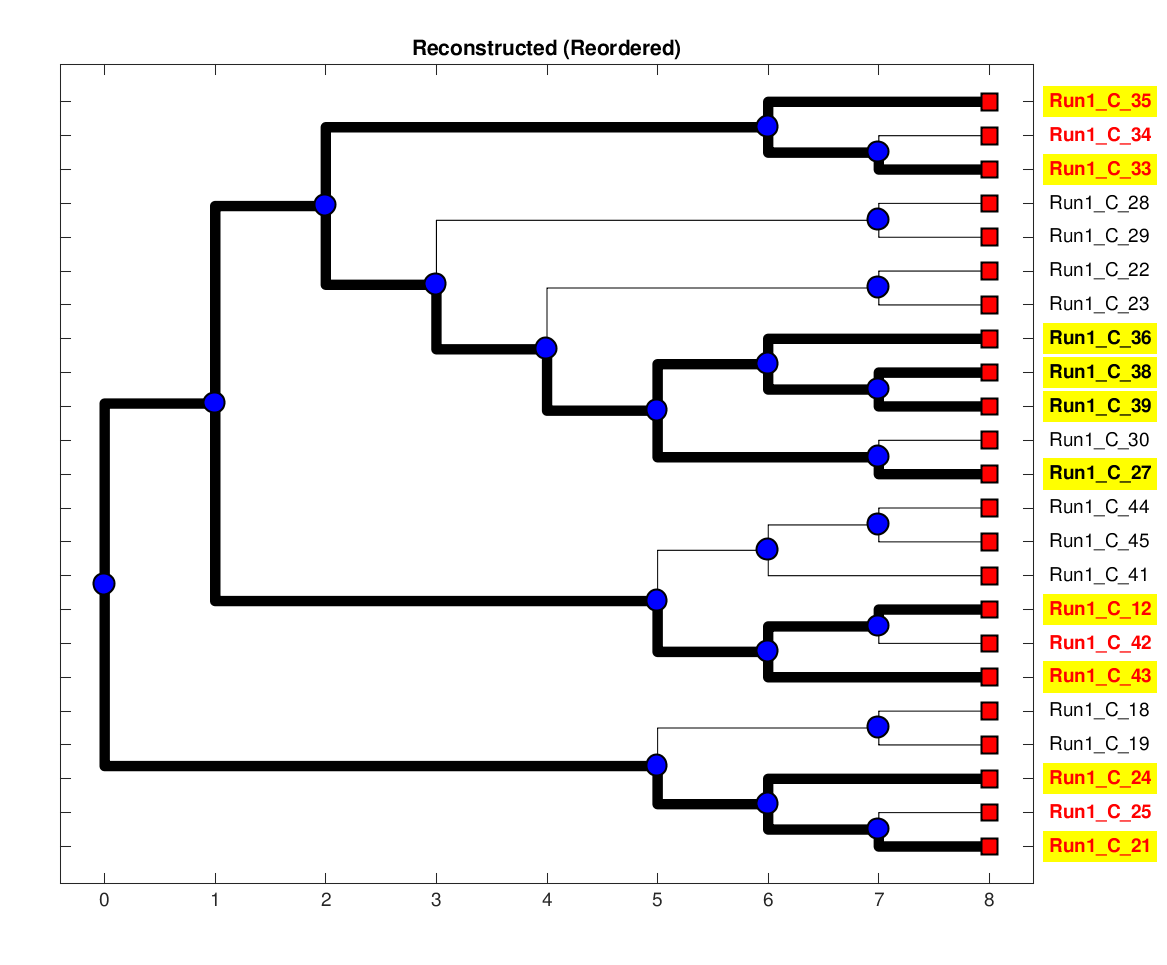 Reconstructed (Reordered)
Run1_C_35
Run1_C_34
Run1_C_33
Run1_C_28
Run1_C_29
Run1_C_22
Run1_C_23
Run1_C_36
Run1_C_38
Run1_C_39
Run1_C_30
Run1_C_27
Run1_C_44
Run1_C_45
Run1_C_41
Run1_C_12
Run1_C_42
Run1_C_43
Run1_C_18
Run1_C_19
Run1_C_24
Run1_C_25
Run1_C_21
0 1 2 3 4 5 6 7 8